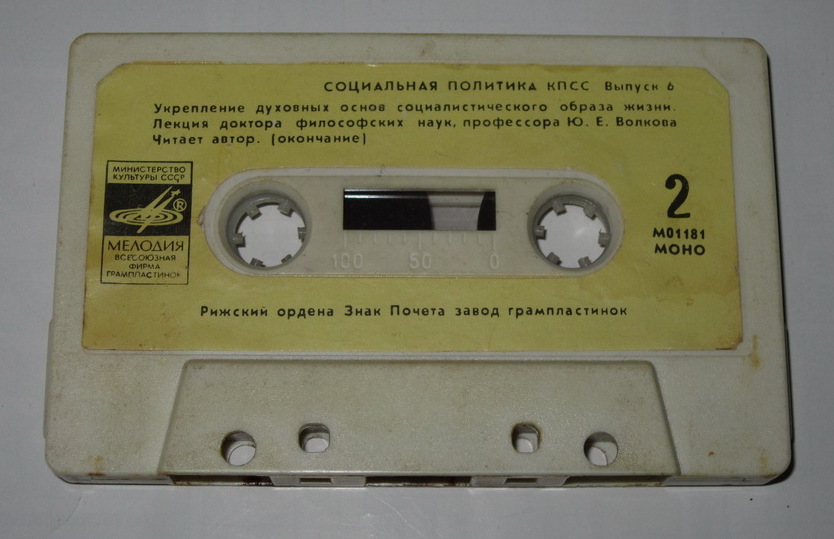 СОЦИАЛЬНАЯ ПОЛИТИКА КПСС Выпуск 6
Укрепление духовных основ социалистического образа жизни.
Лекция доктора философских наук, профессора Ю. Е. Волкова
Читает автор. (окончание)
МИНИСТЕРСТВО
КУЛЬТУРЫ СССР
®
МЕЛОДИЯ
ВСЕСОЮЗНАЯ
ФИРМА
ГРАМПЛАСТИНОК
2
М01181
МОНО
100 50 0
Рижский ордена Знак Почета завод грампластинок